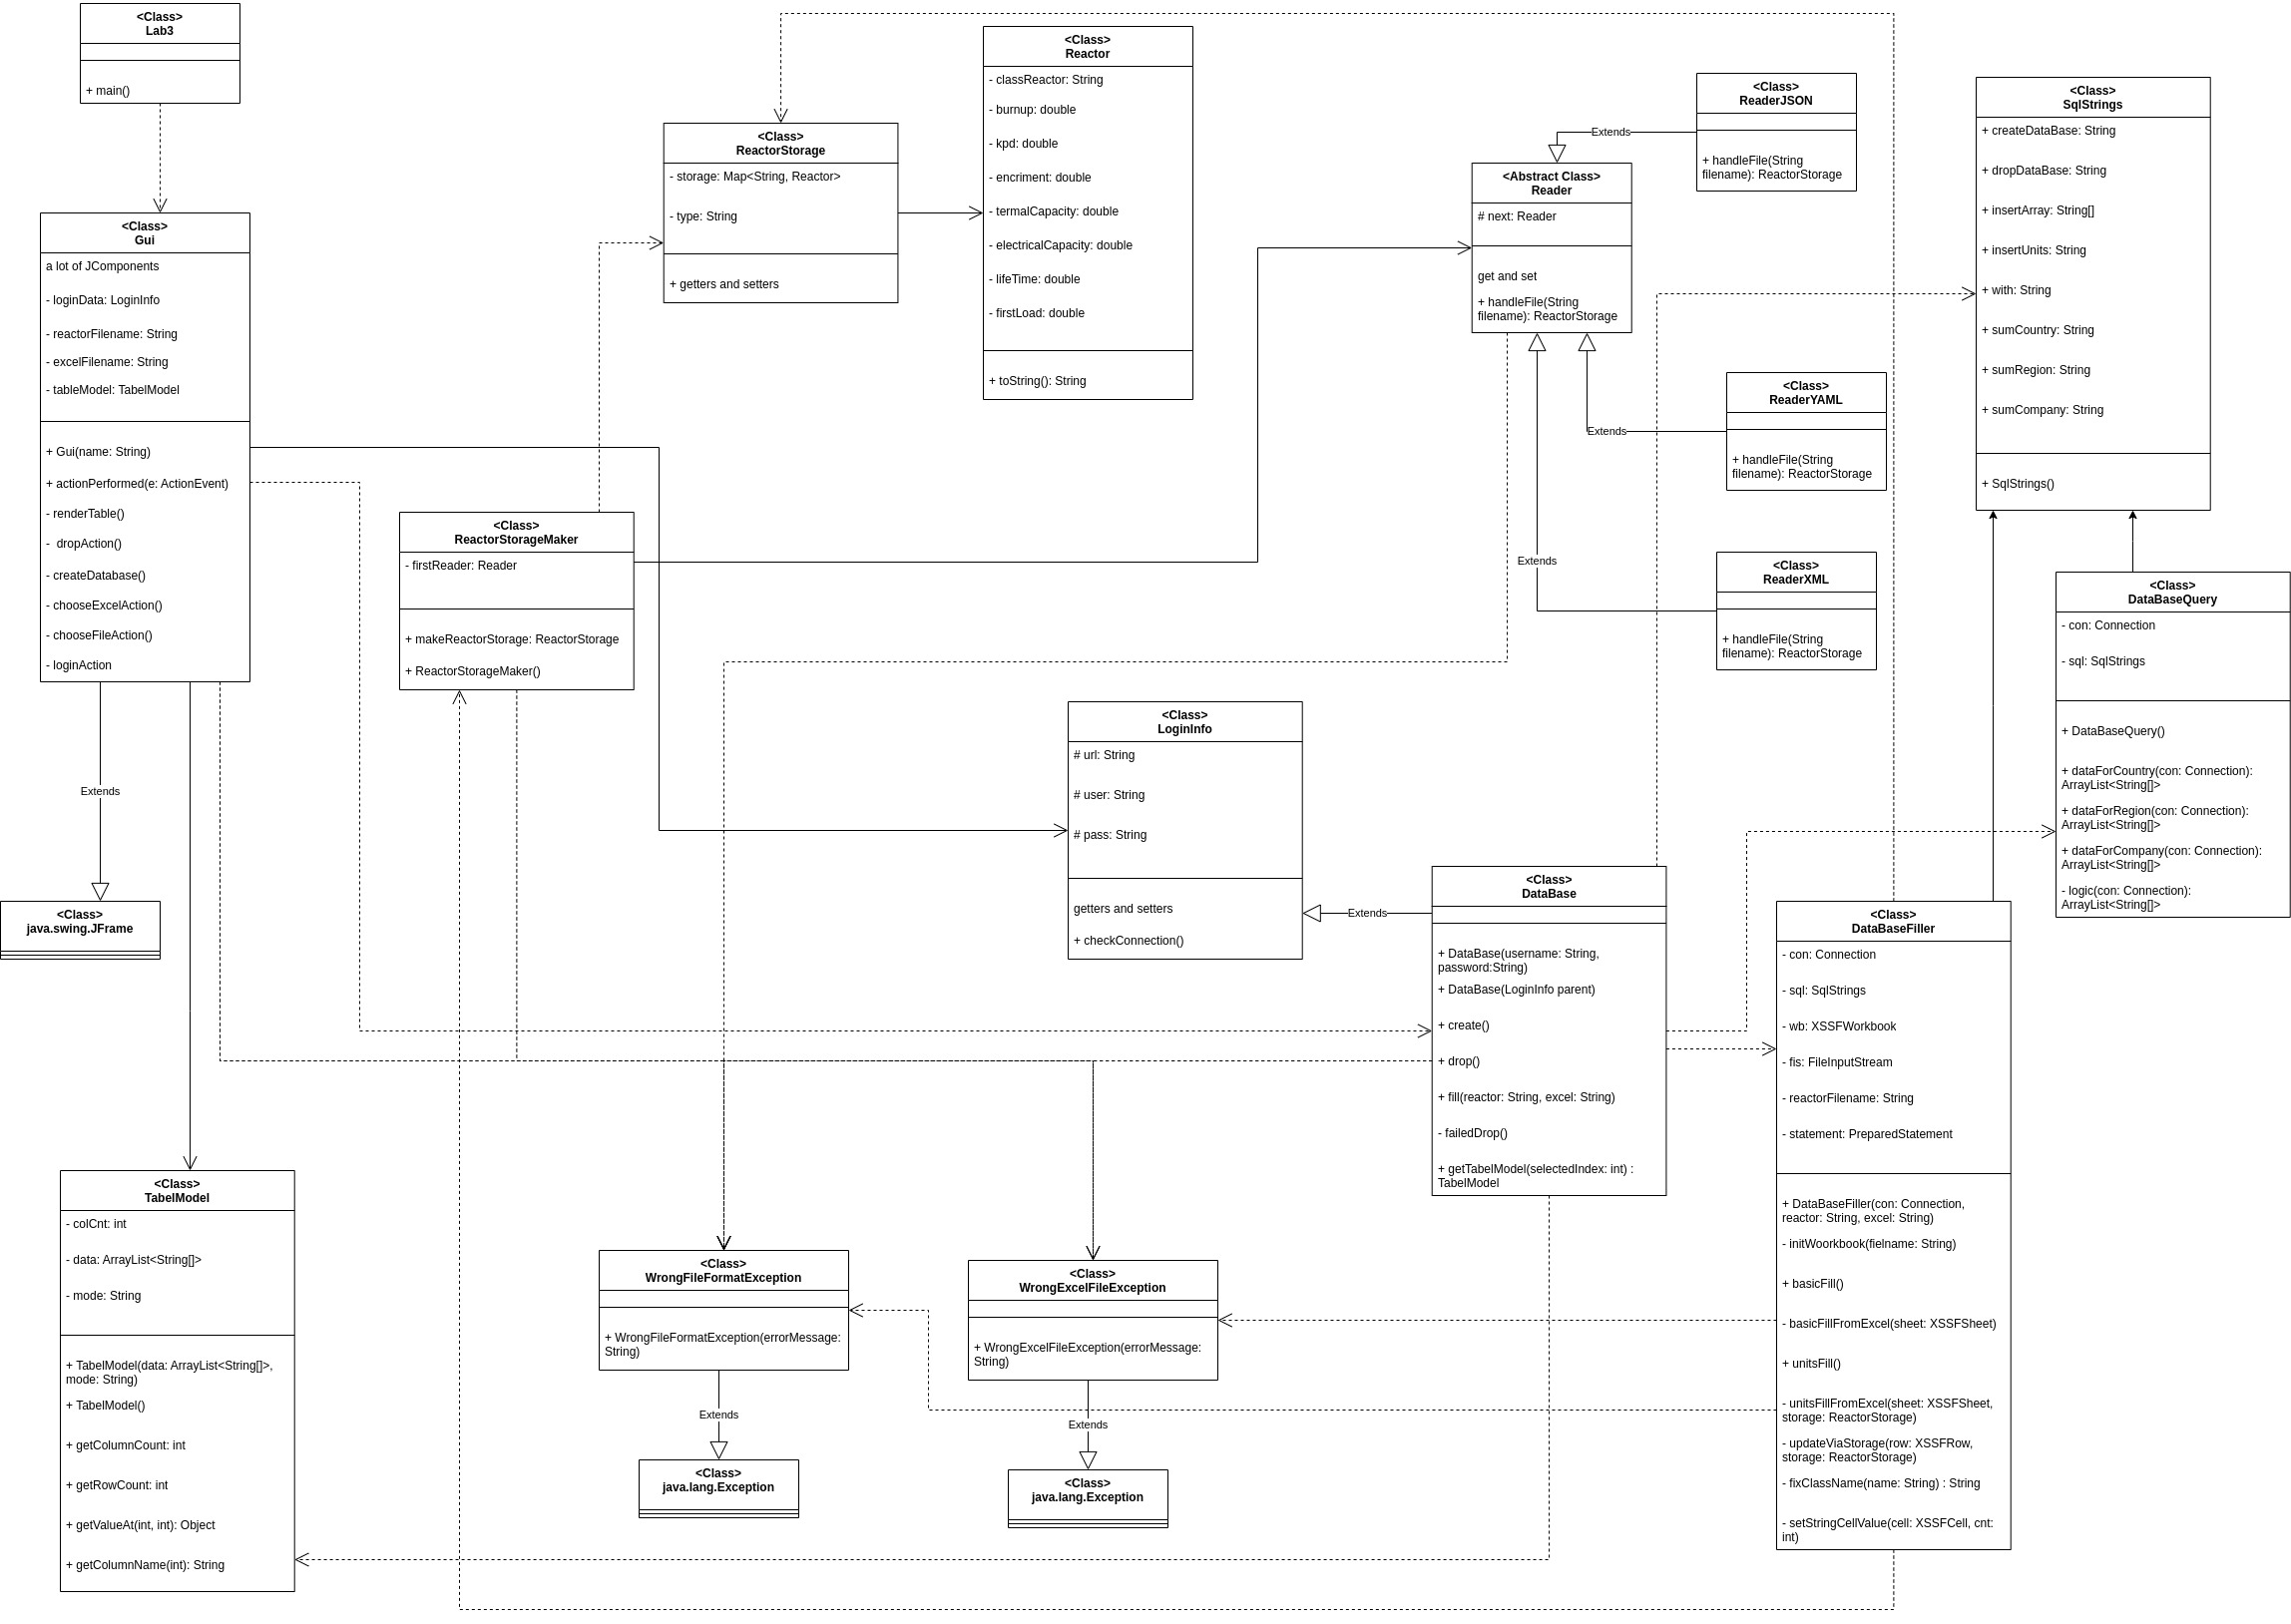 <Class>
Lab3
+ main()
<Class>
Gui
a lot of JComponents
- loginData: LoginInfo
- reactorFilename: String
- excelFilename: String
- tableModel: TabelModel
+ Gui(name: String)
+ actionPerformed(e: ActionEvent)
- renderTable()
-  dropAction()
- createDatabase()
- chooseExcelAction()
- chooseFileAction()
- loginAction
Extends
<Class>
java.swing.JFrame
<Class>
TabelModel
- colCnt: int
- data: ArrayList<String[]>
- mode: String
+ TabelModel(data: ArrayList<String[]>,
mode: String)
+ TabelModel()
+ getColumnCount: int
+ getRowCount: int
+ getValueAt(int, int): Object
+ getColumnName(int): String
<Class>
ReactorStorageMaker
- firstReader: Reader
+ makeReactorStorage: ReactorStorage
+ ReactorStorageMaker()
<Class>
ReactorStorage
- storage: Map<String, Reactor>
- type: String
+ getters and setters
<Class>
Reactor
- classReactor: String
- burnup: double
- kpd: double
- encriment: double
- termalCapacity: double
- electricalCapacity: double
- lifeTime: double
- firstLoad: double
+ toString(): String
<Abstract Class>
Reader
# next: Reader
get and set
+ handleFile(String
filename): ReactorStorage
Extends
<Class>
ReaderJSON
+ handleFile(String
filename): ReactorStorage
Extends
<Class>
ReaderYAML
+ handleFile(String
filename): ReactorStorage
Extends
<Class>
ReaderXML
+ handleFile(String
filename): ReactorStorage
<Class>
SqlStrings
+ createDataBase: String
+ dropDataBase: String
+ insertArray: String[]
+ insertUnits: String
+ with: String
+ sumCountry: String
+ sumRegion: String
+ sumCompany: String
+ SqlStrings()
<Class>
DataBaseQuery
- con: Connection
- sql: SqlStrings
+ DataBaseQuery()
+ dataForCountry(con: Connection):
ArrayList<String[]>
+ dataForRegion(con: Connection):
ArrayList<String[]>
+ dataForCompany(con: Connection):
ArrayList<String[]>
- logic(con: Connection):
ArrayList<String[]>
<Class>
LoginInfo
# url: String
# user: String
# pass: String
getters and setters
+ checkConnection()
Extends
<Class>
DataBase
+ DataBase(username: String,
password:String)
+ DataBase(LoginInfo parent)
+ create()
+ drop()
+ fill(reactor: String, excel: String)
- failedDrop()
+ getTabelModel(selectedIndex: int) :
TabelModel
<Class>
DataBaseFiller
- con: Connection
- sql: SqlStrings
- wb: XSSFWorkbook
- fis: FileInputStream
- reactorFilename: String
- statement: PreparedStatement
+ DataBaseFiller(con: Connection,
reactor: String, excel: String)
- initWoorkbook(fielname: String)
+ basicFill()
- basicFillFromExcel(sheet: XSSFSheet)
+ unitsFill()
- unitsFillFromExcel(sheet: XSSFSheet,
storage: ReactorStorage)
- updateViaStorage(row: XSSFRow,
storage: ReactorStorage)
- fixClassName(name: String) : String
- setStringCellValue(cell: XSSFCell, cnt:
int)
<Class>
WrongFileFormatException
+ WrongFileFormatException(errorMessage:
String)
Extends
<Class>
java.lang.Exception
<Class>
WrongExcelFileException
+ WrongExcelFileException(errorMessage:
String)
Extends
<Class>
java.lang.Exception